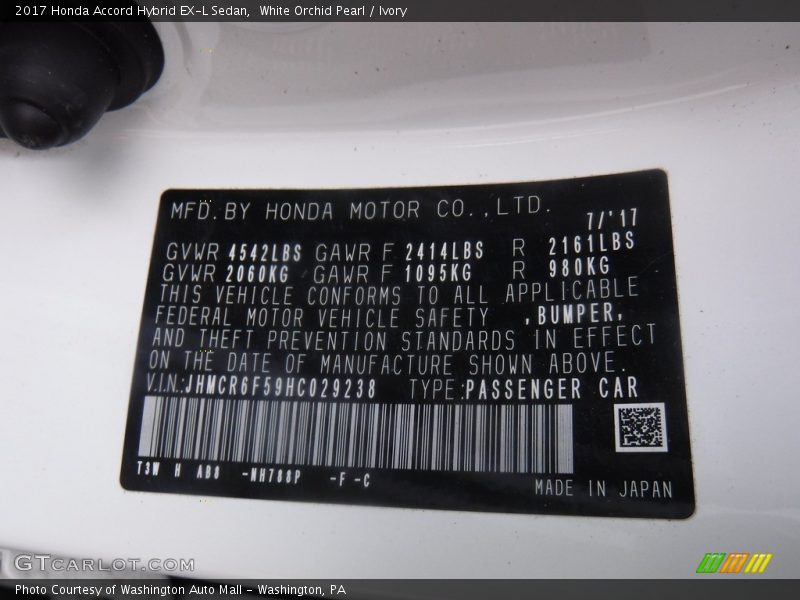 2017 Honda Accord Hybrid EX-L Sedan,  White Orchid Pearl / Ivory
MFD. BY HONDA MOTOR CO., LTD.
7/'17
GVWR 4542LBS GAWR F 2414LBS R 2161LBS
GVWR 2060KG GAWR F 1095KG R 980KG
THIS VEHICLE CONFORMS TO ALL APPLICABLE
FEDERAL MOTOR VEHICLE SAFETY ,BUMPER,
AND THEFT PREVENTION STANDARDS IN EFFECT
ON THE DATE OF MANUFACTURE SHOWN ABOVE.
V.I.N:JHMCR6F59HC029238 TYPE:PASSENGER CAR
T3W H AB8 -NH788P -F -C
MADE IN JAPAN
GTCARLOT.COM
Photo Courtesy of Washington Auto Mall - Washington, PA